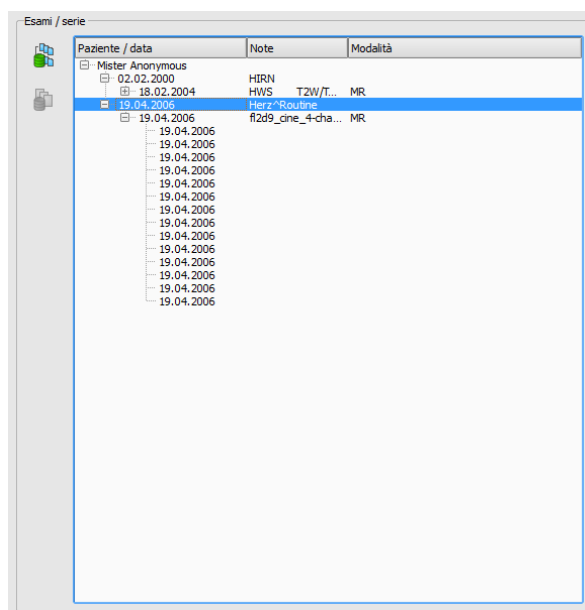 Esami / serie
Paziente / data Note Modalità
Mister Anonymous
02.02.2000 HIRN
18.02.2004 HWS T2W/T... MR
19.04.2006 Herz^Routine
19.04.2006 fl2d9_cine_4-cha... MR
19.04.2006
19.04.2006
19.04.2006
19.04.2006
19.04.2006
19.04.2006
19.04.2006
19.04.2006
19.04.2006
19.04.2006
19.04.2006
19.04.2006
19.04.2006
19.04.2006